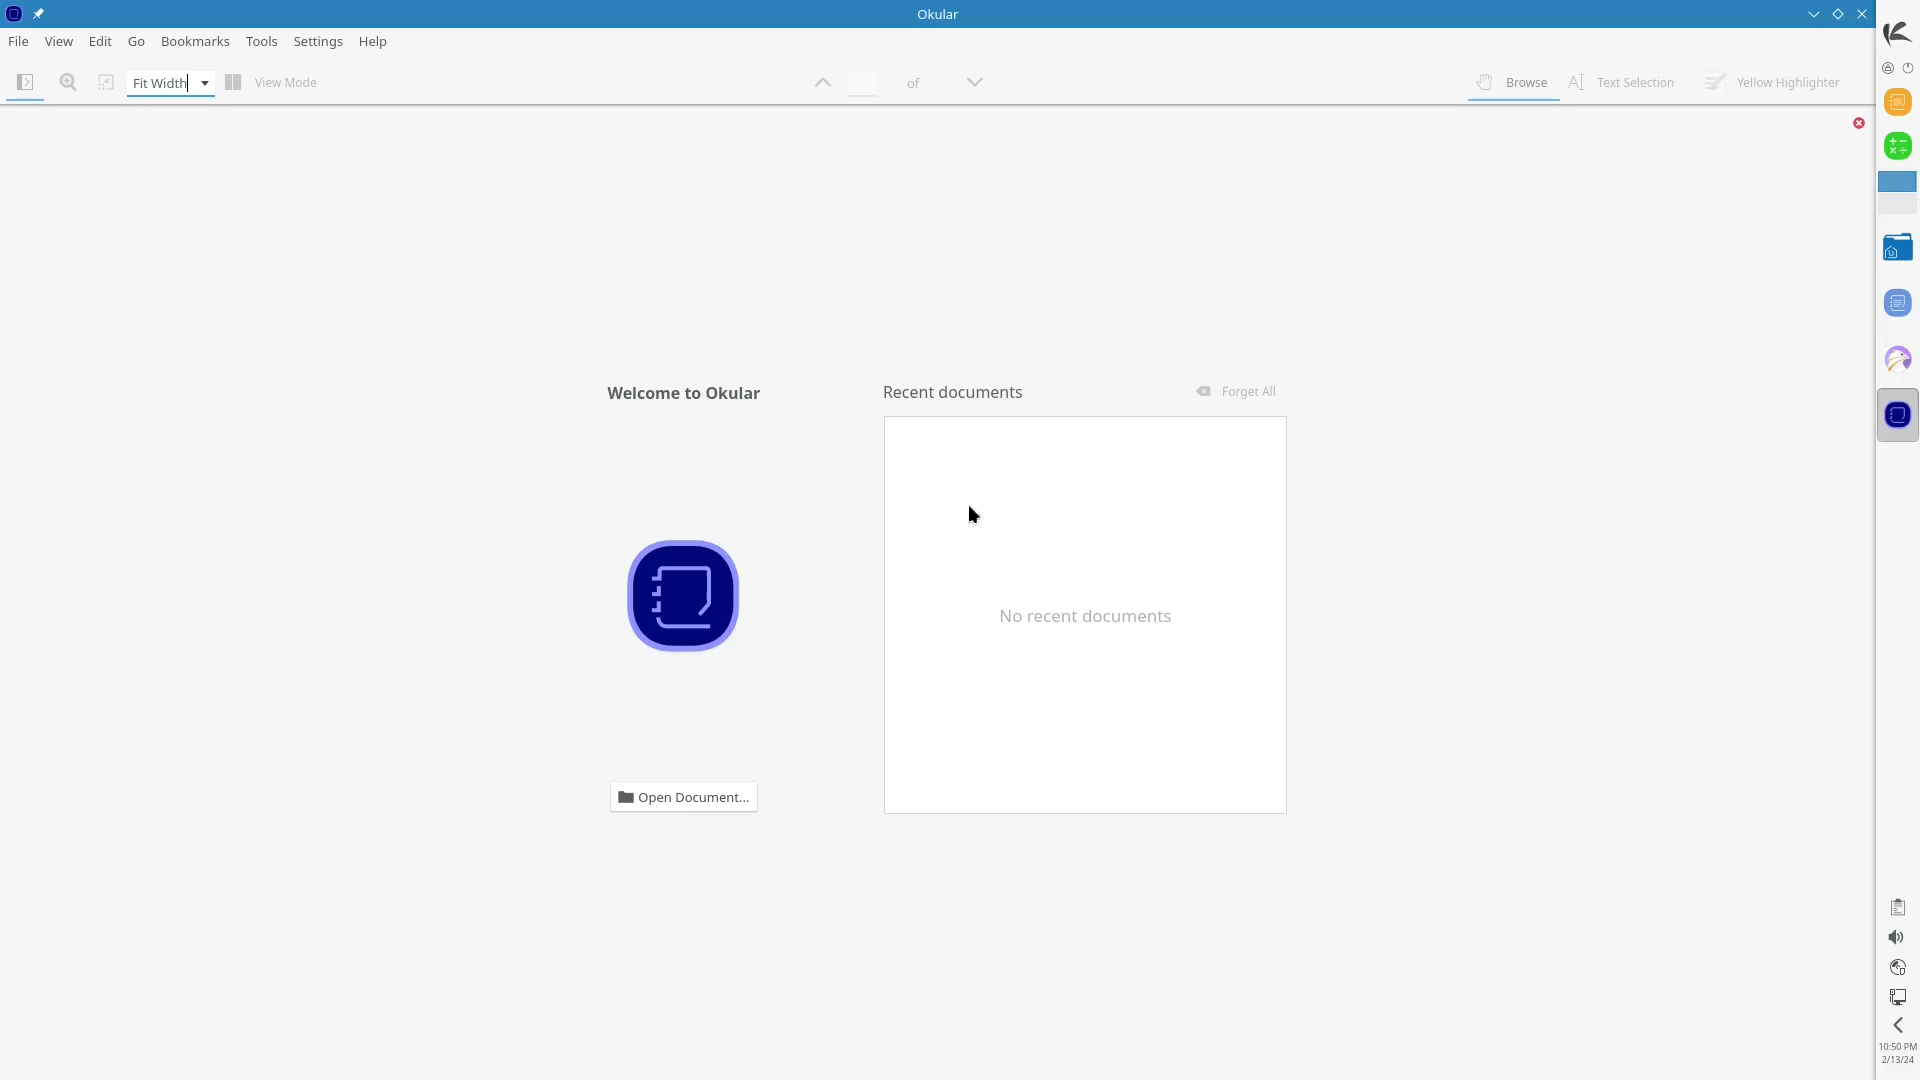 Okular
File View Edit Go Bookmarks Tools Settings Help
Fit Width View Mode of Browse Text Selection Yellow Highlighter
Welcome to Okular
Recent documents Forget All
No recent documents
Open Document...
10:50 PM
2/13/24